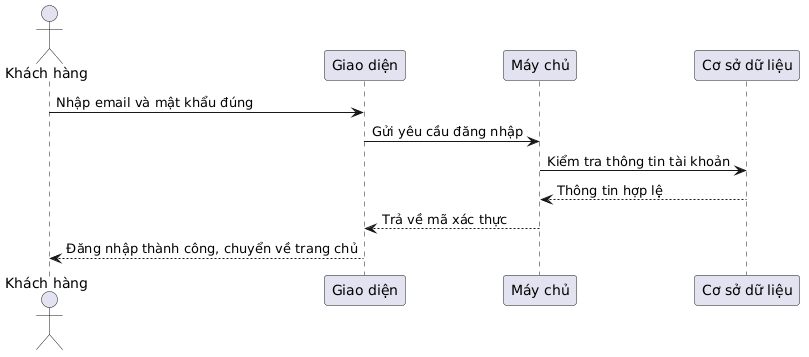 Khách hàng
Giao diện
Máy chủ
Cơ sở dữ liệu
Nhập email và mật khẩu đúng
Gửi yêu cầu đăng nhập
Kiểm tra thông tin tài khoản
Thông tin hợp lệ
Trả về mã xác thực
Đăng nhập thành công, chuyển về trang chủ
Khách hàng
Giao diện
Máy chủ
Cơ sở dữ liệu